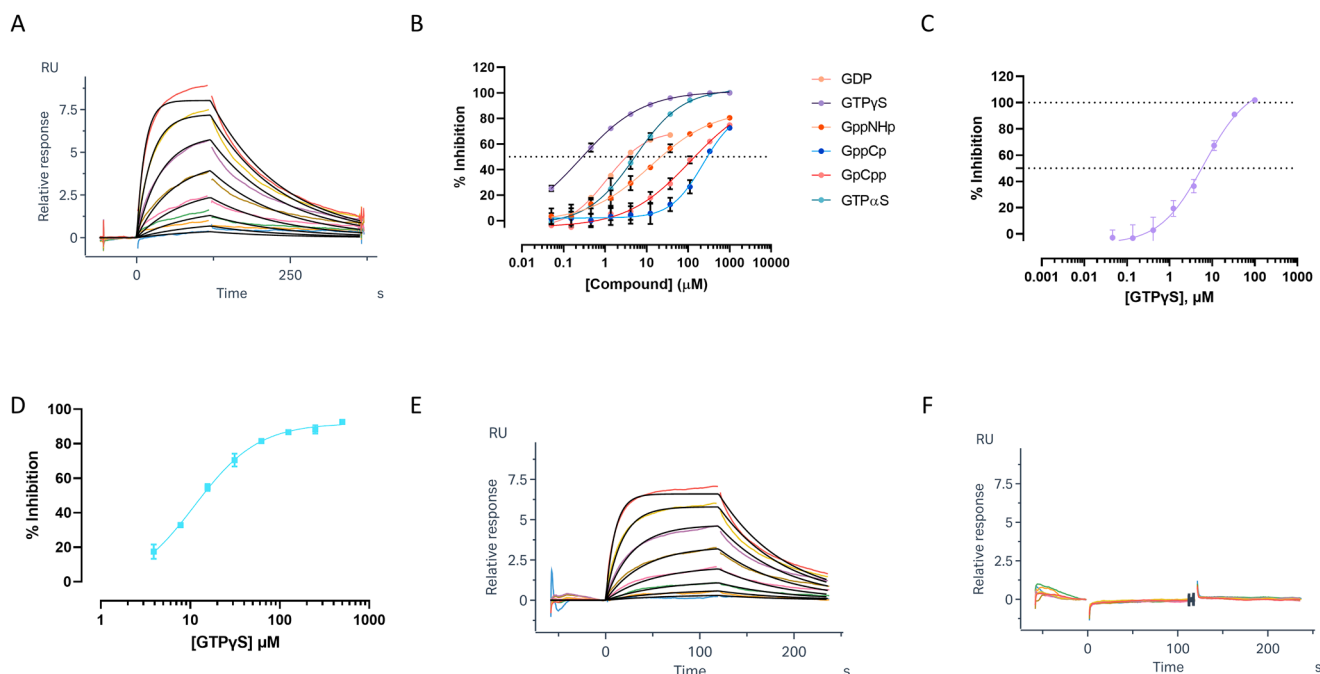 A
RU
Relative response
7.5
5
2.5
0
0
250
Time
s
B
% Inhibition
120
100
80
60
40
20
0
0.01
0.1
1
10
100
1000
10000
[Compound] (μM)
GDP
GTPγS
GppNHp
GppCp
GpCpp
GTPαS
C
% Inhibition
120
100
80
60
40
20
0
0.001
0.1
1
10
100
1000
[GTPγS], μM
D
% Inhibition
100
80
60
40
20
0
1
10
100
1000
[GTPγS] μM
E
RU
Relative response
7.5
5
2.5
0
0
100
200
Time
s
F
RU
Relative response
7.5
5
2.5
0
0
100
200
Time
s